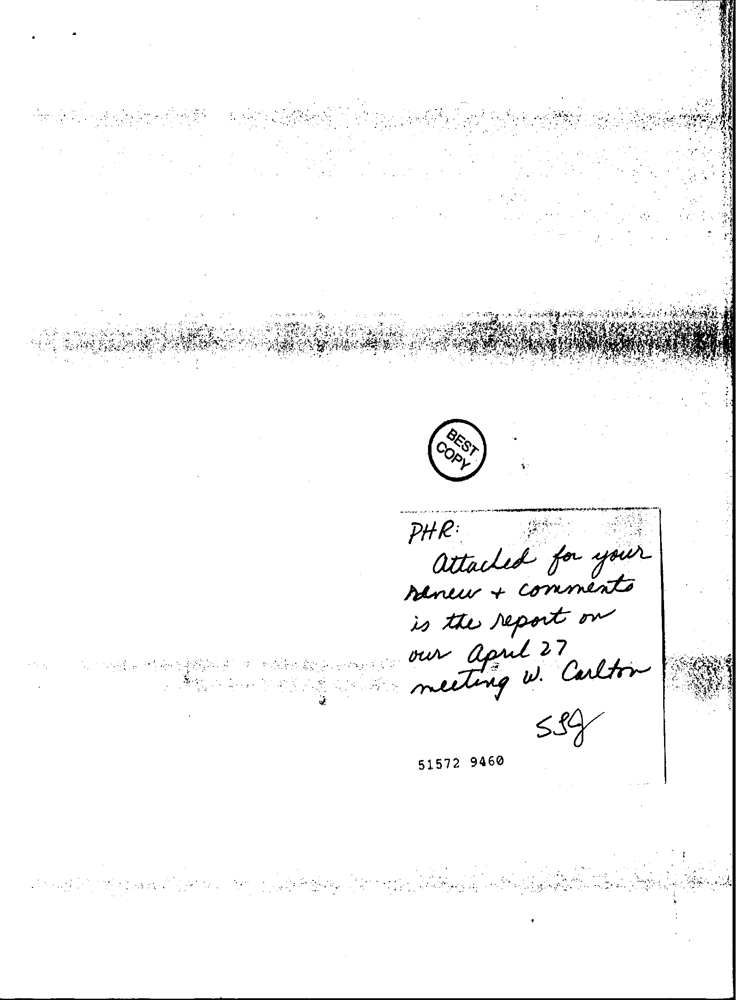 BEST
COPY
PHR:
Attached for your
renew + comments
is the report on
our April 27
meeting w. Carlton
SSJ
51572 9460